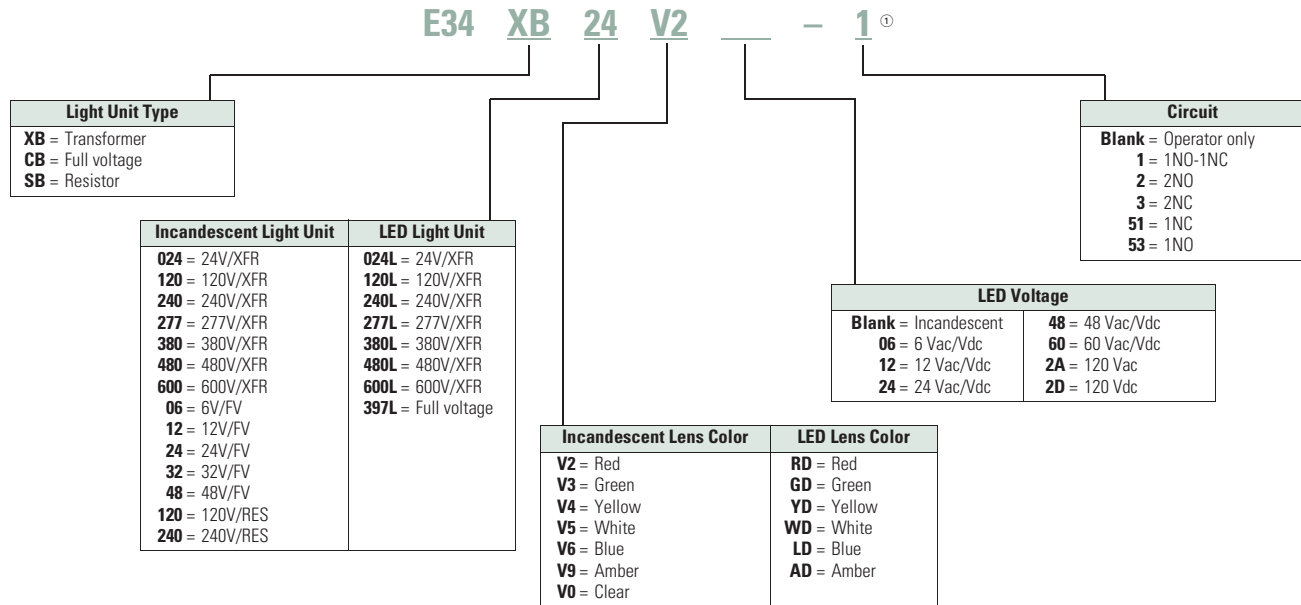 E34 XB 24 V2 ___ – 1 ①
Light Unit Type
XB = Transformer
CB = Full voltage
SB = Resistor
Circuit
Blank = Operator only
1 = 1NO-1NC
2 = 2NO
3 = 2NC
51 = 1NC
53 = 1NO
Incandescent Light Unit
024 = 24V/XFR
120 = 120V/XFR
240 = 240V/XFR
277 = 277V/XFR
380 = 380V/XFR
480 = 480V/XFR
600 = 600V/XFR
06 = 6V/FV
12 = 12V/FV
24 = 24V/FV
32 = 32V/FV
48 = 48V/FV
120 = 120V/RES
240 = 240V/RES
LED Light Unit
024L = 24V/XFR
120L = 120V/XFR
240L = 240V/XFR
277L = 277V/XFR
380L = 380V/XFR
480L = 480V/XFR
600L = 600V/XFR
397L = Full voltage
LED Voltage
Blank = Incandescent
06 = 6 Vac/Vdc
12 = 12 Vac/Vdc
24 = 24 Vac/Vdc
48 = 48 Vac/Vdc
60 = 60 Vac/Vdc
2A = 120 Vac
2D = 120 Vdc
Incandescent Lens Color
V2 = Red
V3 = Green
V4 = Yellow
V5 = White
V6 = Blue
V9 = Amber
V0 = Clear
LED Lens Color
RD = Red
GD = Green
YD = Yellow
WD = White
LD = Blue
AD = Amber